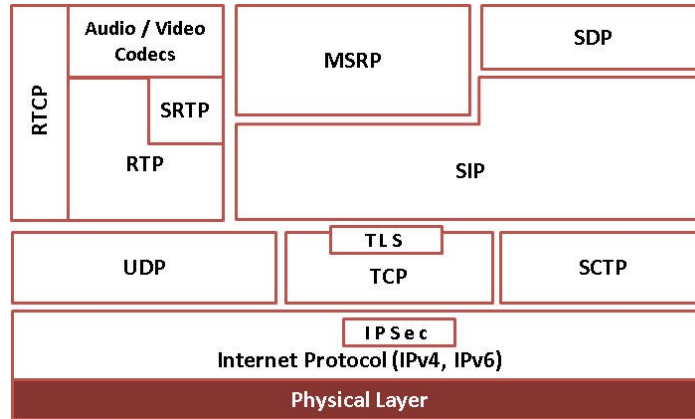 RTCP
Audio / Video
Codecs
SRTP
RTP
MSRP
SDP
SIP
UDP
TLS
TCP
SCTP
IPSec
Internet Protocol (IPv4, IPv6)
Physical Layer